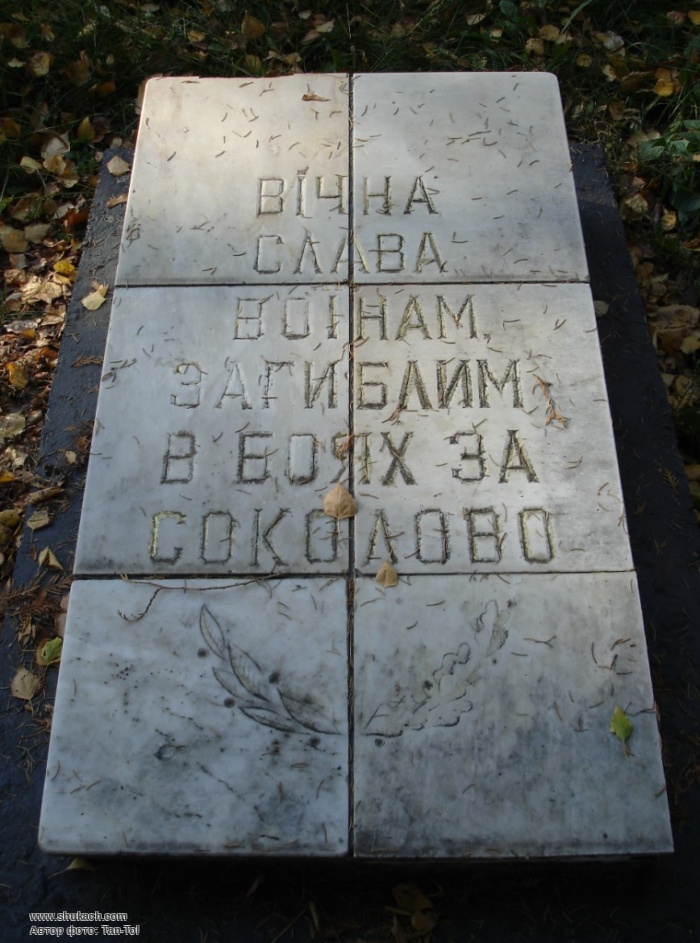 ВІЧНА
СЛАВА
ВОЇНАМ,
ЗАГИБЛИМ
В БОЯХ ЗА
СОКОЛОВО
www.shukach.com
Автор фото: Tan-Tol